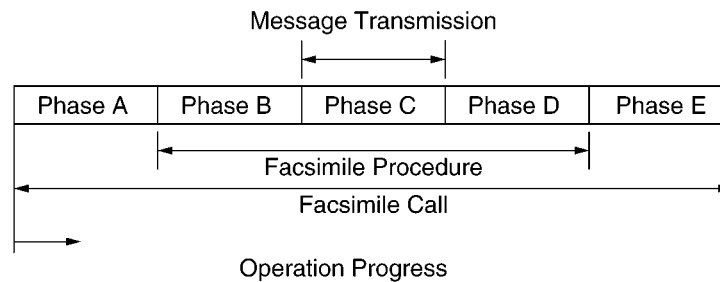 Message Transmission
Phase A Phase B Phase C Phase D Phase E
Facsimile Procedure
Facsimile Call
Operation Progress